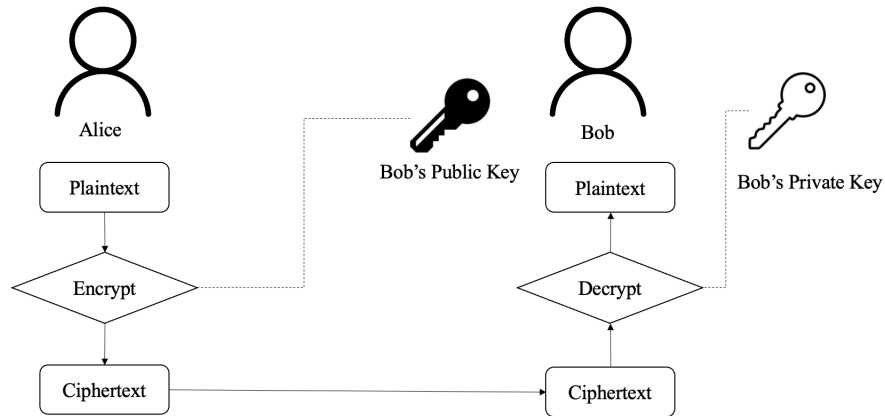 Alice
Bob
Bob's Public Key
Bob's Private Key
Plaintext
Plaintext
Encrypt
Decrypt
Ciphertext
Ciphertext